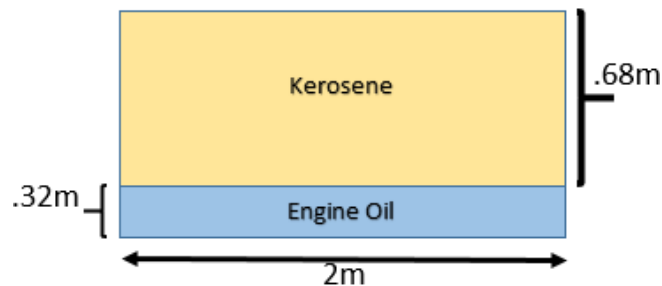 Kerosene
.68m
.32m
Engine Oil
2m